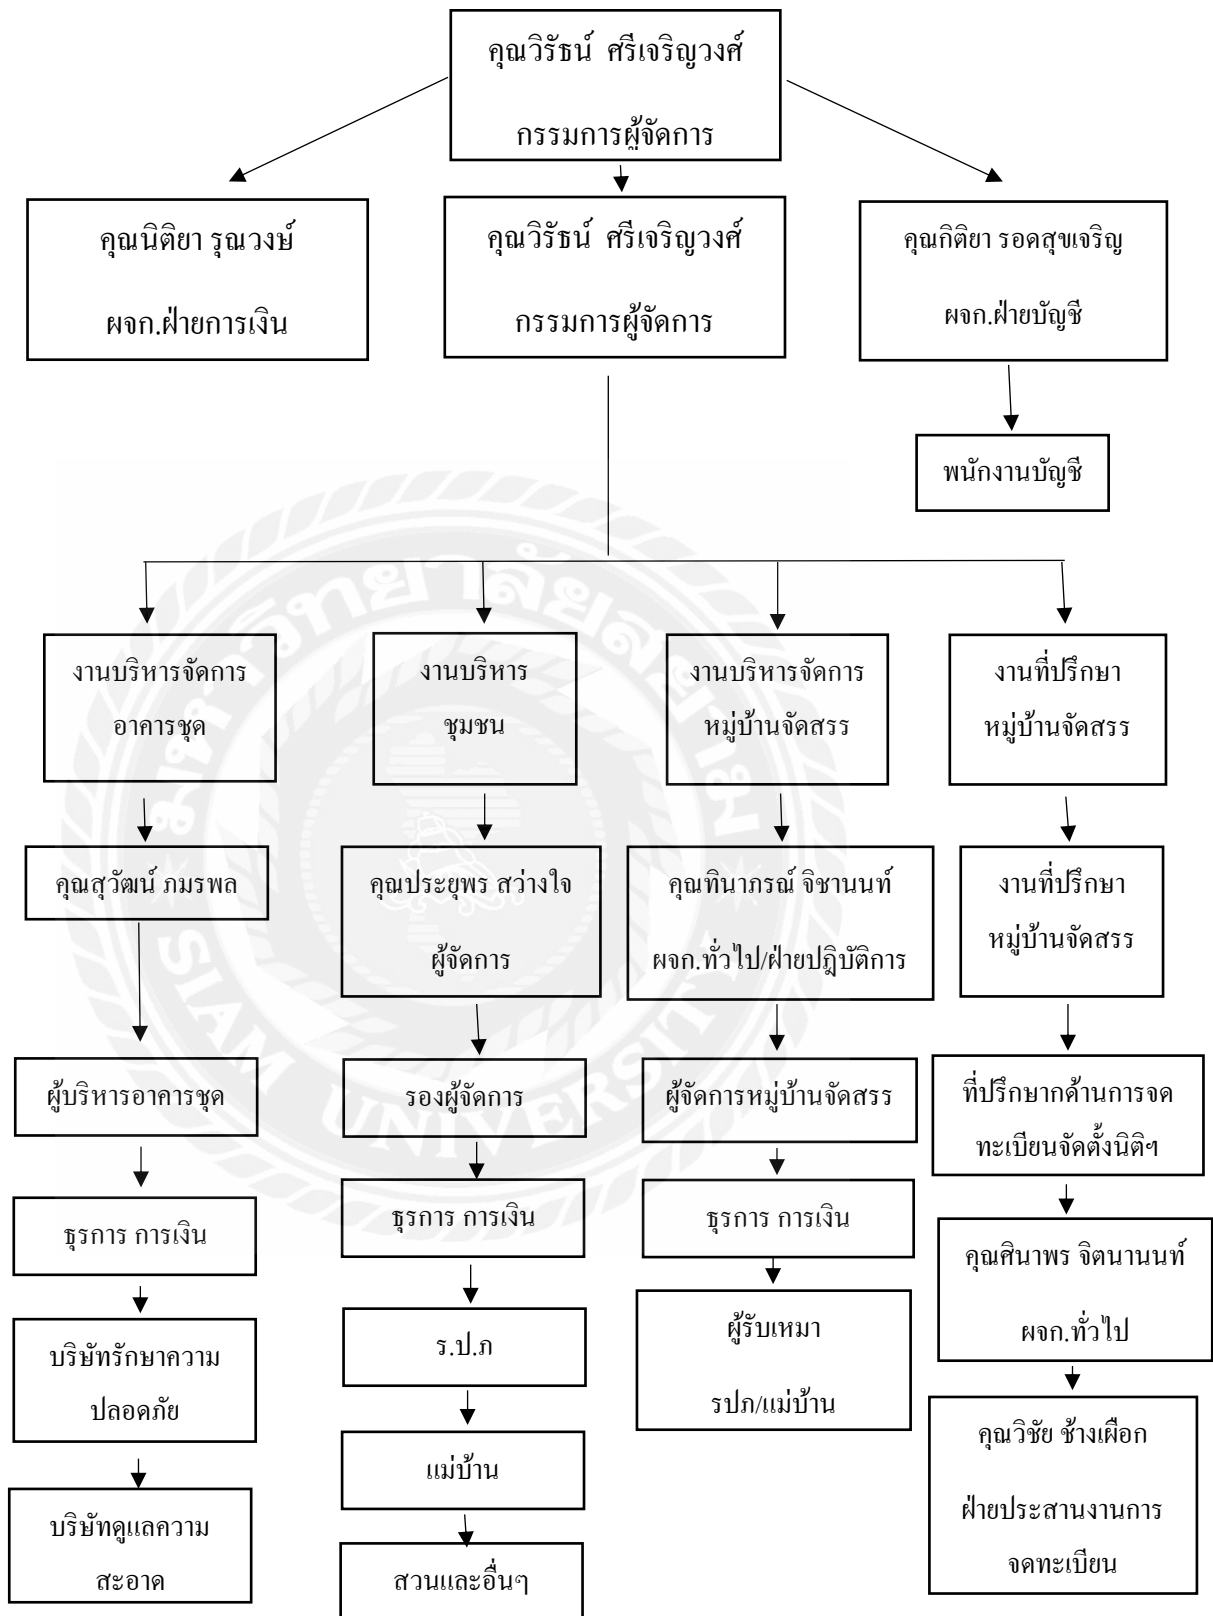 คุณวิรัธน์ ศรีเจริญวงศ์
กรรมการผู้จัดการ
คุณนิติยา รุณวงษ์
ผจก.ฝ่ายการเงิน
คุณวิรัธน์ ศรีเจริญวงศ์
กรรมการผู้จัดการ
คุณกิติยา รอดสุขเจริญ
ผจก.ฝ่ายบัญชี
พนักงานบัญชี
งานบริหารจัดการ
อาคารชุด
งานบริหาร
ชุมชน
งานบริหารจัดการ
หมู่บ้านจัดสรร
งานที่ปรึกษา
หมู่บ้านจัดสรร
คุณสุวัฒน์ ภมรพล
คุณประยุพร สว่างใจ
ผู้จัดการ
คุณทินาภรณ์ จิชานนท์
ผจก.ทั่วไป/ฝ่ายปฎิบัติการ
งานที่ปรึกษา
หมู่บ้านจัดสรร
ผู้บริหารอาคารชุด
รองผู้จัดการ
ผู้จัดการหมู่บ้านจัดสรร
ที่ปรึกษากด้านการจด
ทะเบียนจัดตั้งนิติฯ
ธุรการ การเงิน
ธุรการ การเงิน
ธุรการ การเงิน
คุณศินาพร จิตนานนท์
ผจก.ทั่วไป
บริษัทรักษาความ
ปลอดภัย
ร.ป.ภ
ผู้รับเหมา
รปภ/แม่บ้าน
คุณวิชัย ช้างเผือก
ฝ่ายประสานงานการ
จดทะเบียน
บริษัทดูแลความ
สะอาด
แม่บ้าน
สวนและอื่นๆ
มหาวิทยาลัยสยาม
SIAM UNIVERSITY